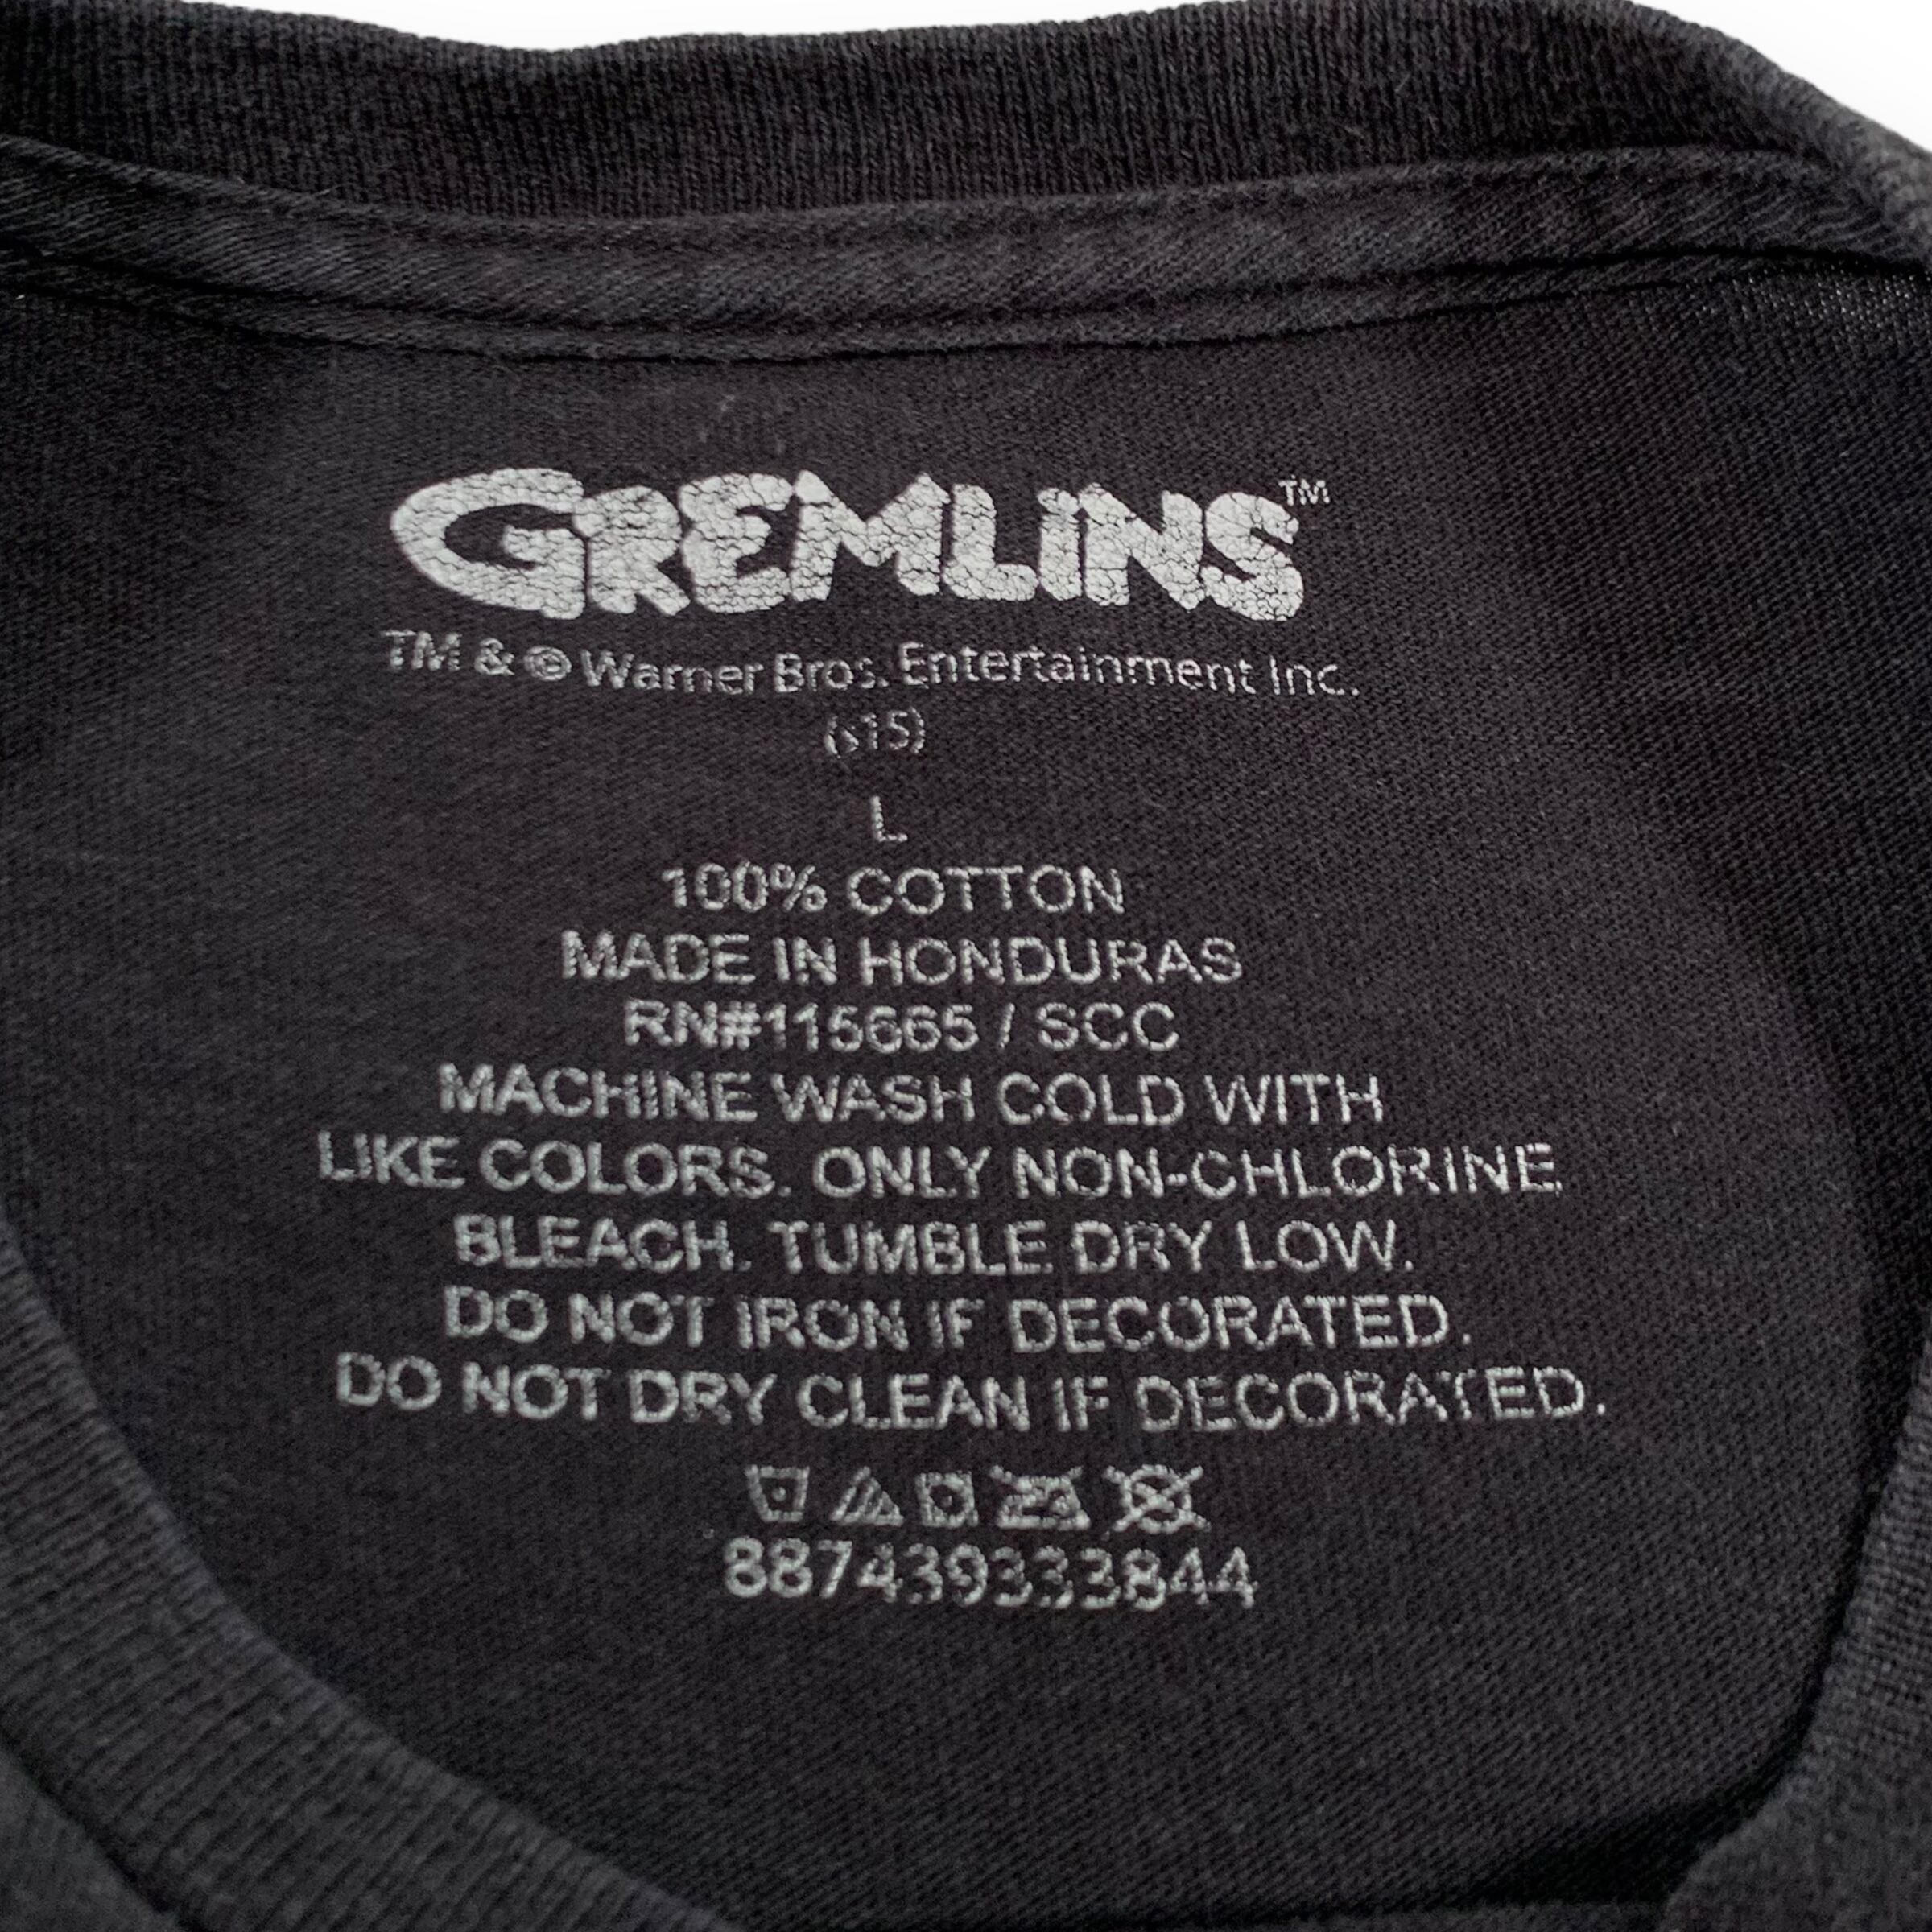 GREMLINS™
TM & © Warner Bros. Entertainment Inc.
(s15)
L
100% COTTON
MADE IN HONDURAS
RN#115665 / SCC
MACHINE WASH COLD WITH
LIKE COLORS. ONLY NON-CHLORINE
BLEACH. TUMBLE DRY LOW.
DO NOT IRON IF DECORATED.
DO NOT DRY CLEAN IF DECORATED.
887439333844